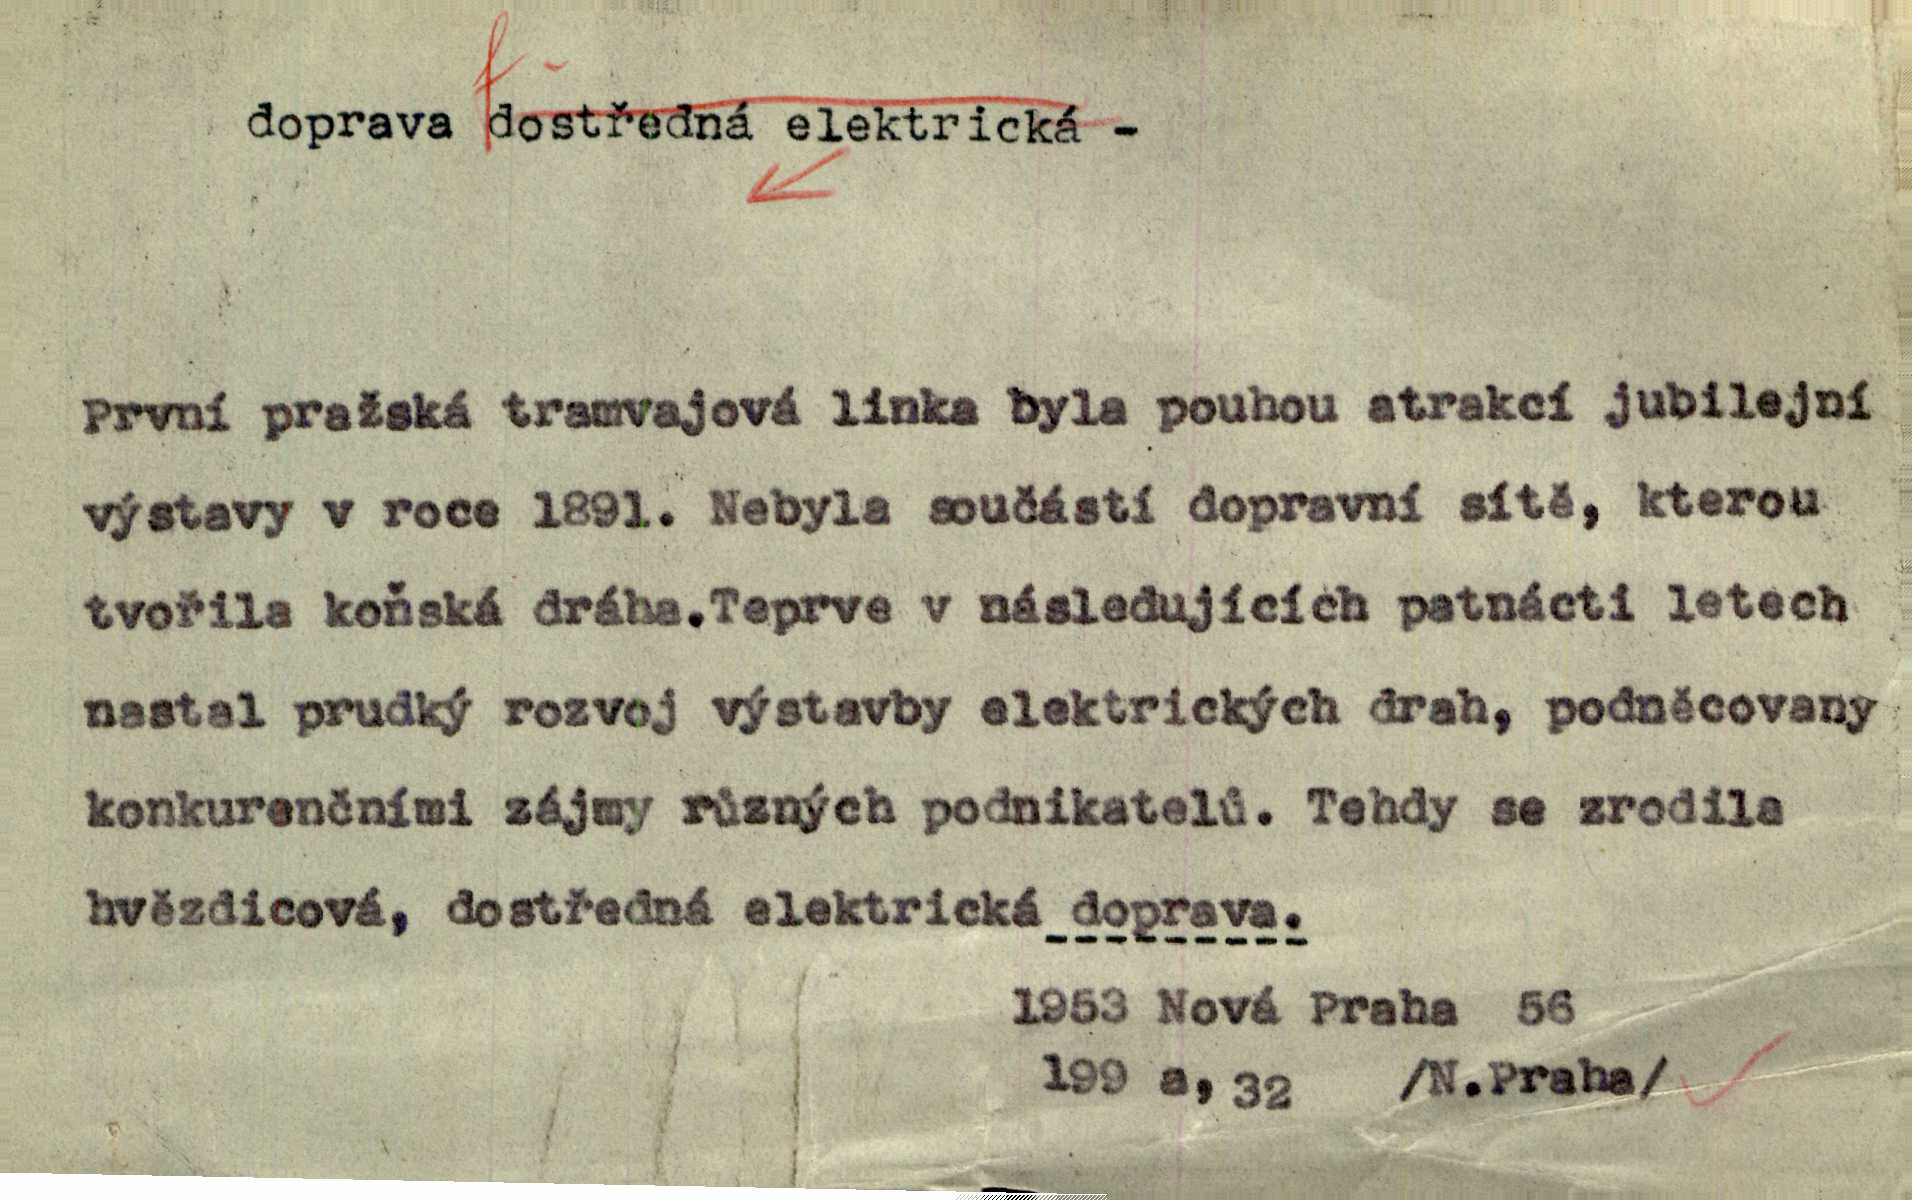 doprava dostředná elektrická -
První pražská tramvajová linka byla pouhou atrakcí jubilejní
výstavy v roce 1891. Nebyla součástí dopravní sítě, kterou
tvořila koňská dráha.Teprve v následujících patnácti letech
nastal prudký rozvoj výstavby elektrických drah, podněcovany
konkurenčními zájmy různých podnikatelů. Tehdy se zrodila
hvězdicová, dostředná elektrická doprava.
1953 Nová Praha 56
199 a, 32 /N.Praha/